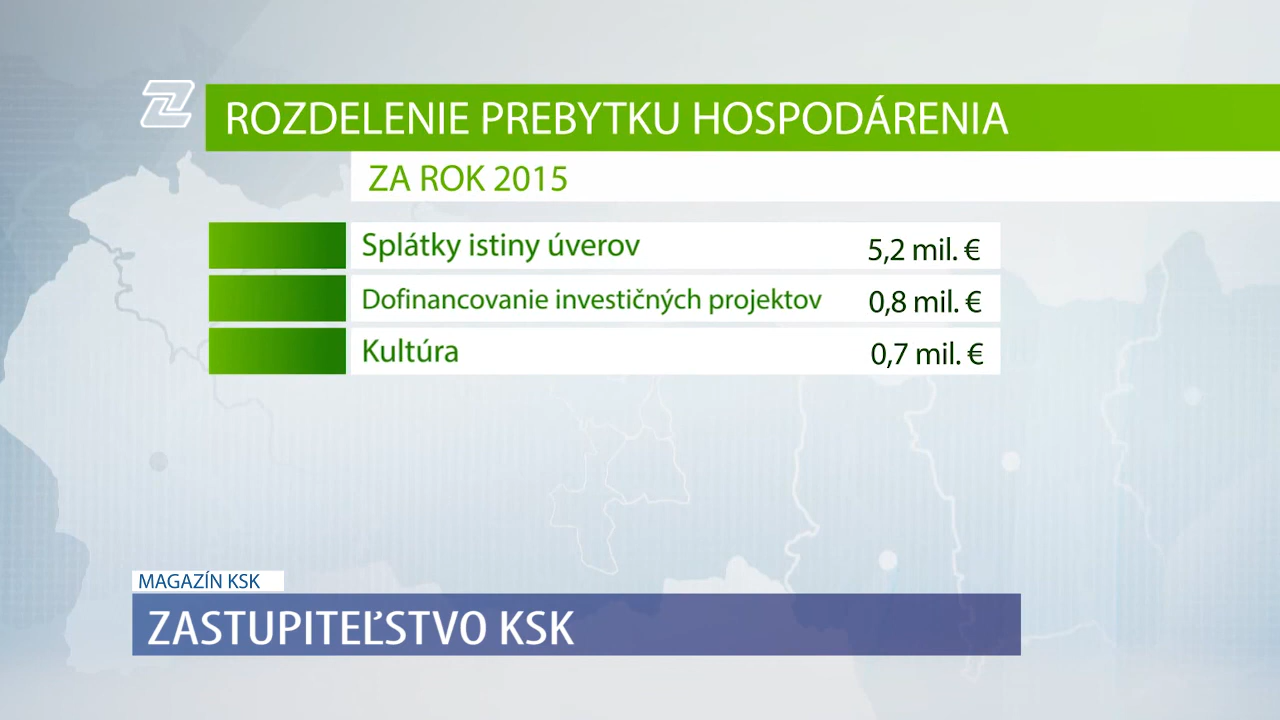 ROZDELENIE PREBYTKU HOSPODÁRENIA
ZA ROK 2015
Splátky istiny úverov 5,2 mil. €
Dofinancovanie investičných projektov 0,8 mil. €
Kultúra 0,7 mil. €
MAGAZÍN KSK
ZASTUPITEĽSTVO KSK